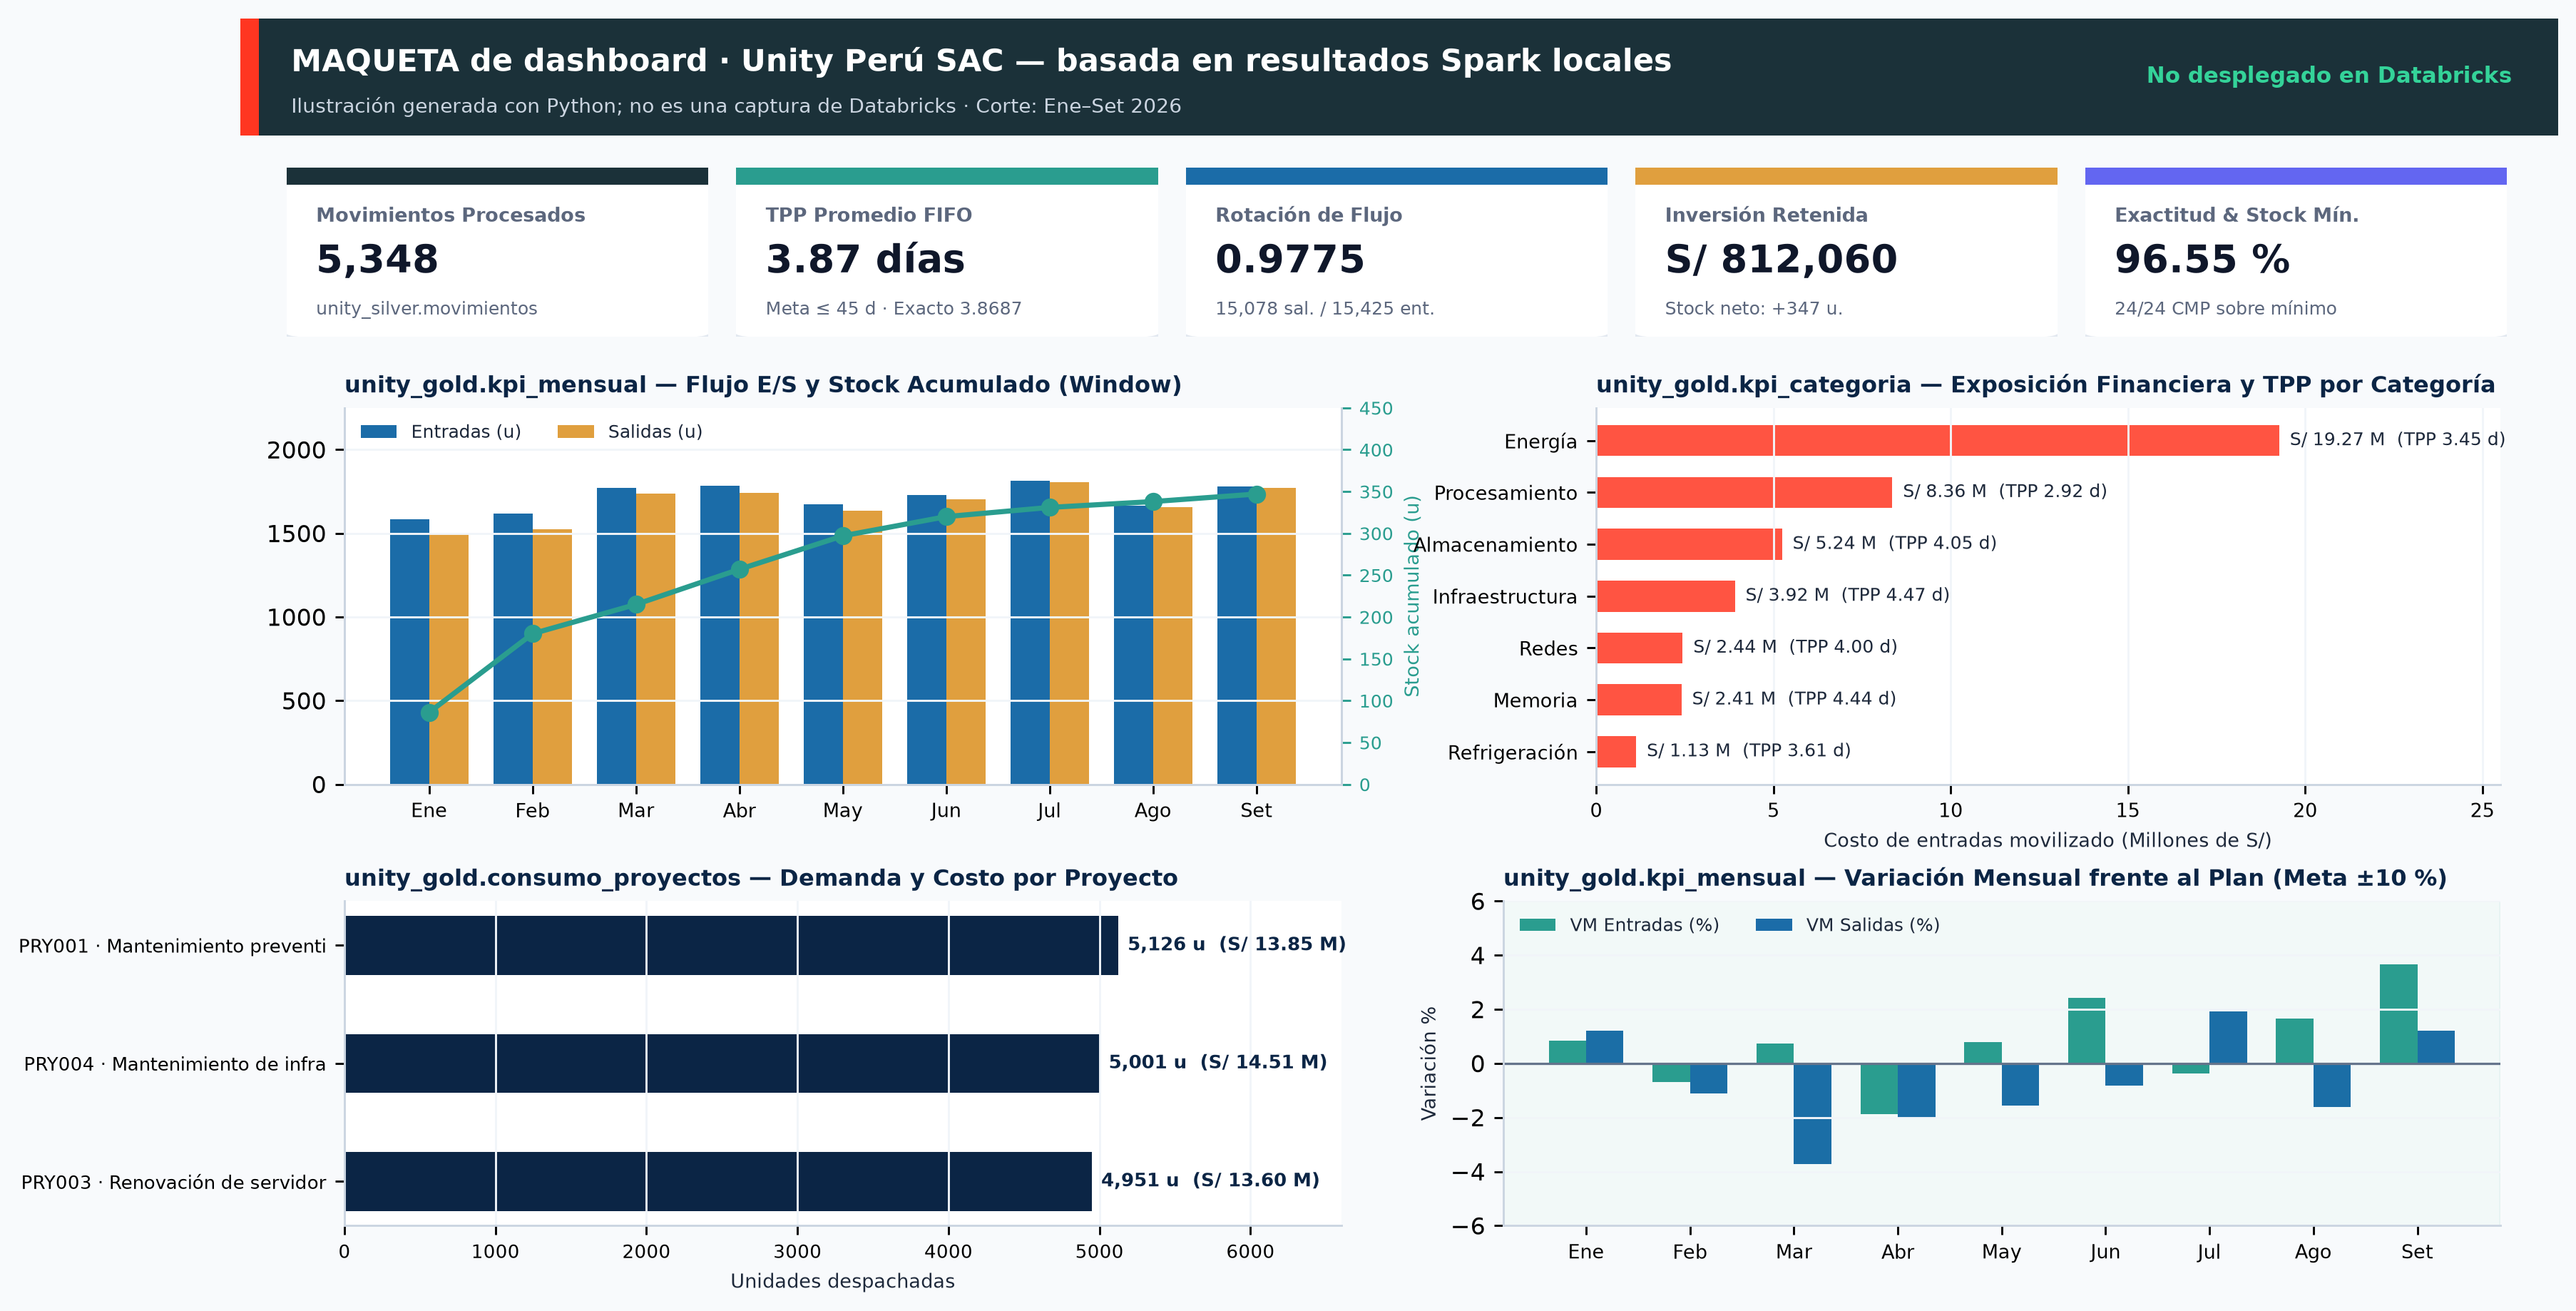 MAQUETA de dashboard · Unity Perú SAC — basada en resultados Spark locales
Ilustración generada con Python; no es una captura de Databricks · Corte: Ene–Set 2026
No desplegado en Databricks
Movimientos Procesados
5,348
unity_silver.movimientos
TPP Promedio FIFO
3.87 días
Meta ≤ 45 d · Exacto 3.8687
Rotación de Flujo
0.9775
15,078 sal. / 15,425 ent.
Inversión Retenida
S/ 812,060
Stock neto: +347 u.
Exactitud & Stock Mín.
96.55 %
24/24 CMP sobre mínimo
unity_gold.kpi_mensual — Flujo E/S y Stock Acumulado (Window)
Entradas (u)
Salidas (u)
2000
1500
1000
500
0
450
400
350
300
250
200
150
100
50
0
Stock acumulado (u)
Ene Feb Mar Abr May Jun Jul Ago Set
unity_gold.kpi_categoria — Exposición Financiera y TPP por Categoría
Energía S/ 19.27 M (TPP 3.45 d)
Procesamiento S/ 8.36 M (TPP 2.92 d)
Almacenamiento S/ 5.24 M (TPP 4.05 d)
Infraestructura S/ 3.92 M (TPP 4.47 d)
Redes S/ 2.44 M (TPP 4.00 d)
Memoria S/ 2.41 M (TPP 4.44 d)
Refrigeración S/ 1.13 M (TPP 3.61 d)
0 5 10 15 20 25
Costo de entradas movilizado (Millones de S/)
unity_gold.consumo_proyectos — Demanda y Costo por Proyecto
PRY001 · Mantenimiento preventi 5,126 u (S/ 13.85 M)
PRY004 · Mantenimiento de infra 5,001 u (S/ 14.51 M)
PRY003 · Renovación de servidor 4,951 u (S/ 13.60 M)
0 1000 2000 3000 4000 5000 6000
Unidades despachadas
unity_gold.kpi_mensual — Variación Mensual frente al Plan (Meta ±10 %)
VM Entradas (%)
VM Salidas (%)
6
4
2
0
−2
−4
−6
Variación %
Ene Feb Mar Abr May Jun Jul Ago Set